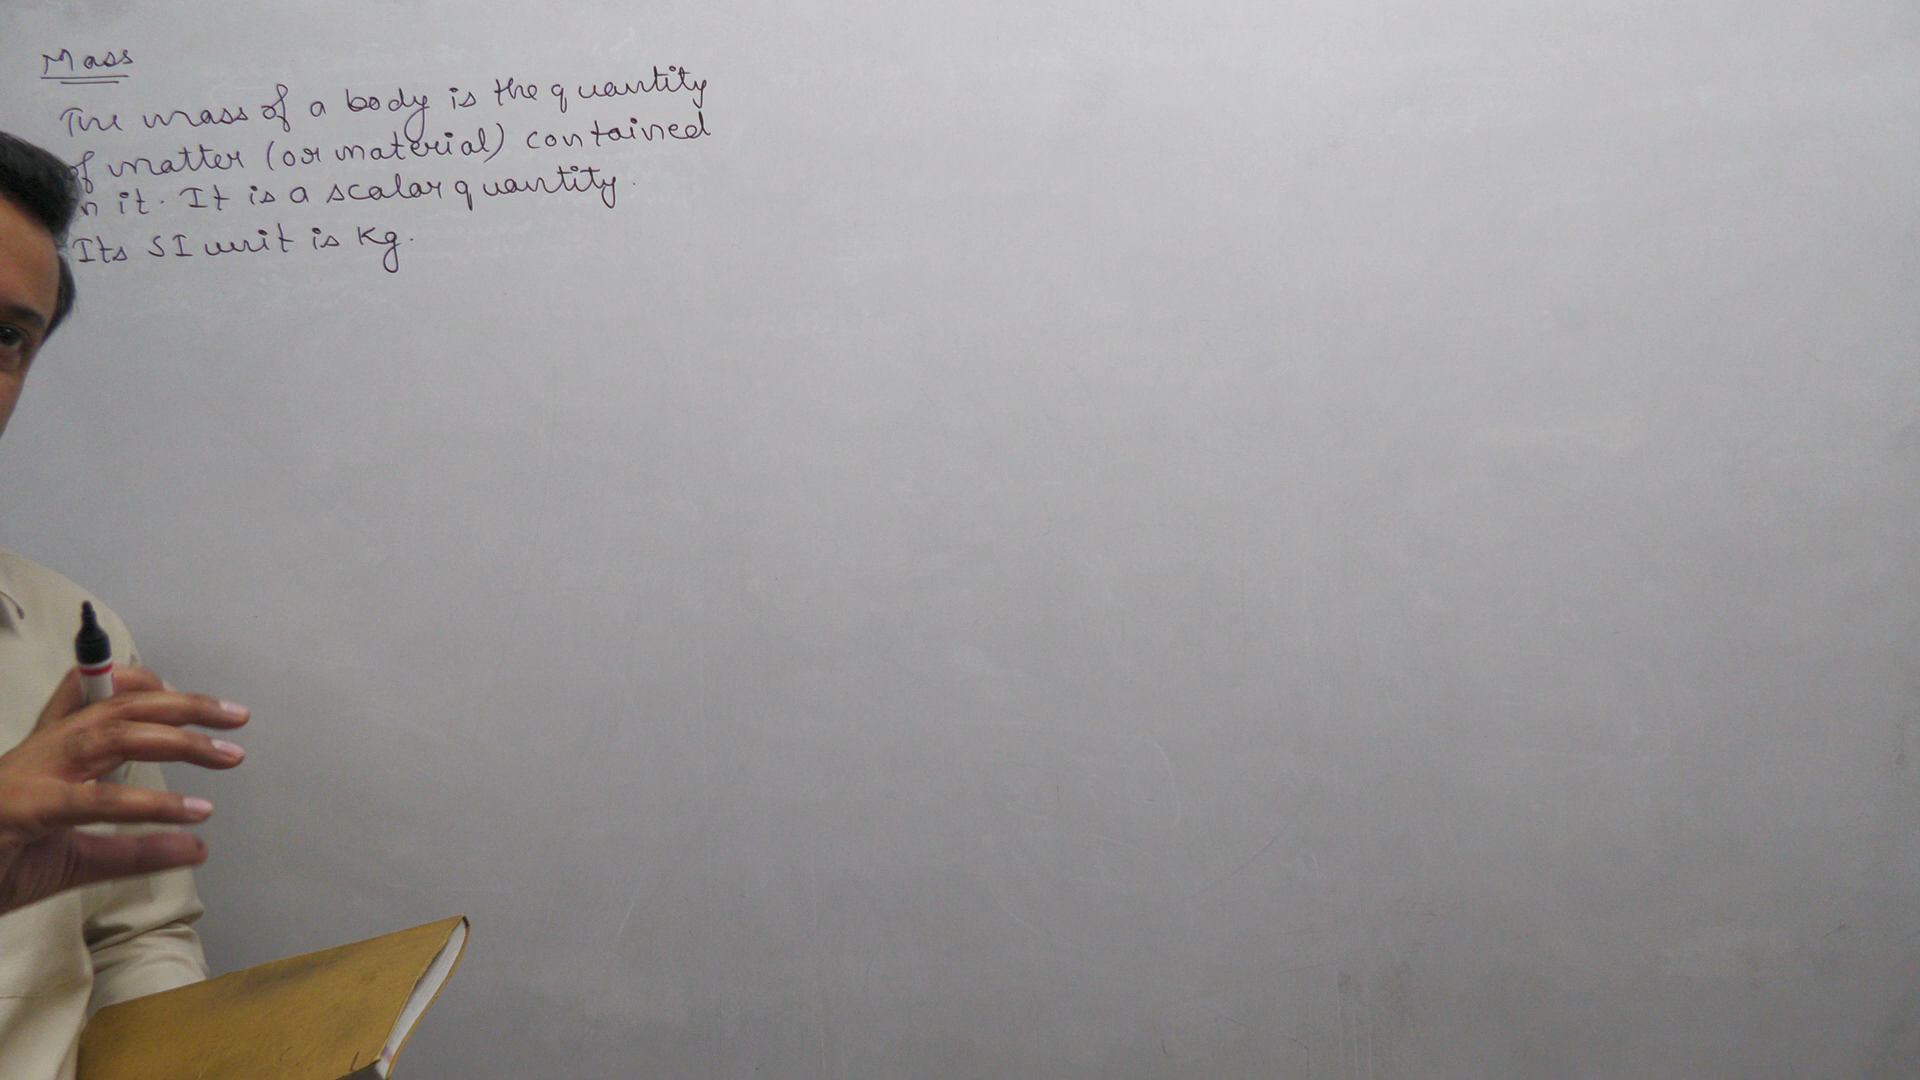 Mass
The mass of a body is the quantity
of matter (or material) contained
in it. It is a scalar quantity.
Its SI unit is Kg.